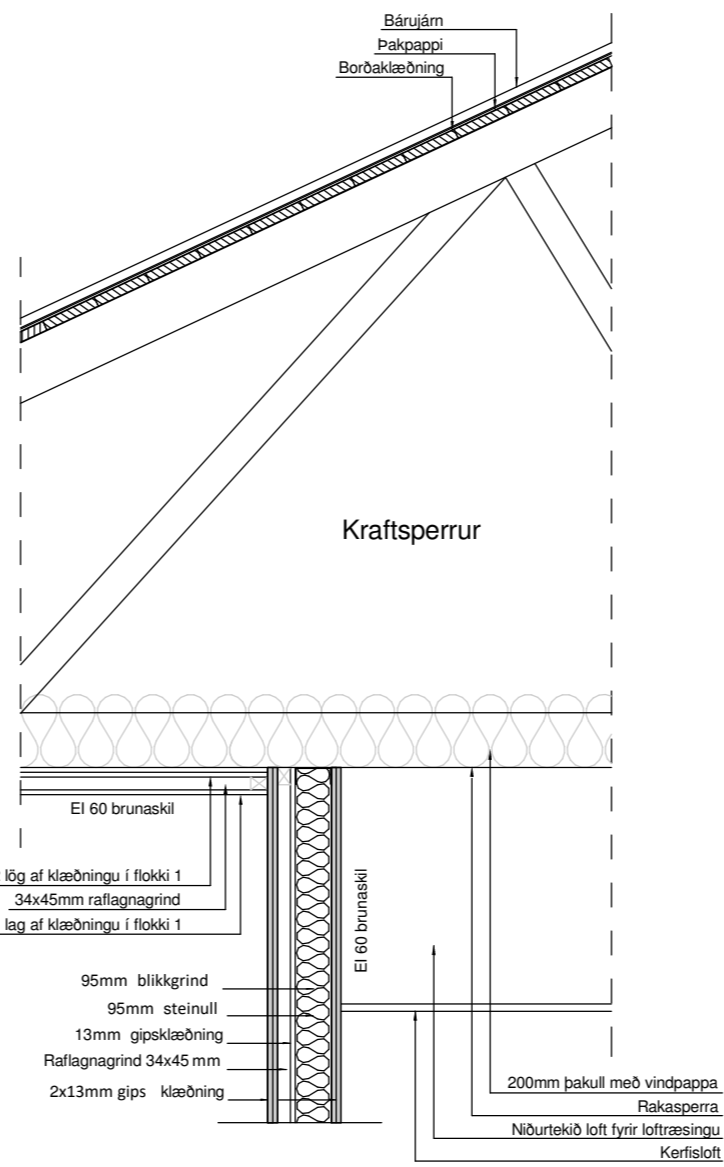 Bárujárn
Þakpappi
Borðaklæðning
Kraftsperrur
EI 60 brunaskil
lög af klæðningu í flokki 1
34x45mm raflagnagrind
lag af klæðningu í flokki 1
EI 60 brunaskil
95mm blikkgrind
95mm steinull
13mm gipsklæðning
Raflagnagrind 34x45 mm
2x13mm gips klæðning
200mm þakull með vindpappa
Rakasperra
Niðurtekið loft fyrir loftræsingu
Kerfisloft